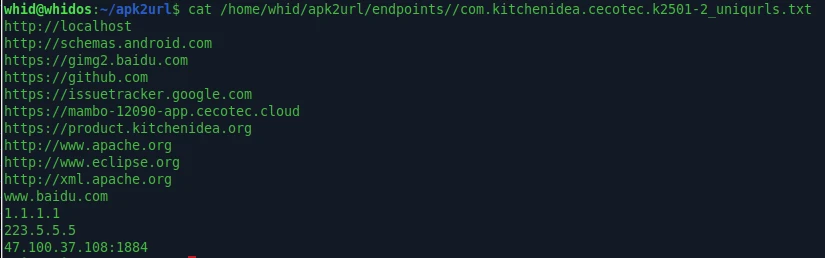 whid@whidos:~/apk2url$ cat /home/whid/apk2url/endpoints//com.kitchenidea.cecotec.k2501-2_uniqurls.txt
http://localhost
http://schemas.android.com
https://gimg2.baidu.com
https://github.com
https://issuetracker.google.com
https://mambo-12090-app.cecotec.cloud
https://product.kitchenidea.org
http://www.apache.org
http://www.eclipse.org
http://xml.apache.org
www.baidu.com
1.1.1.1
223.5.5.5
47.100.37.108:1884